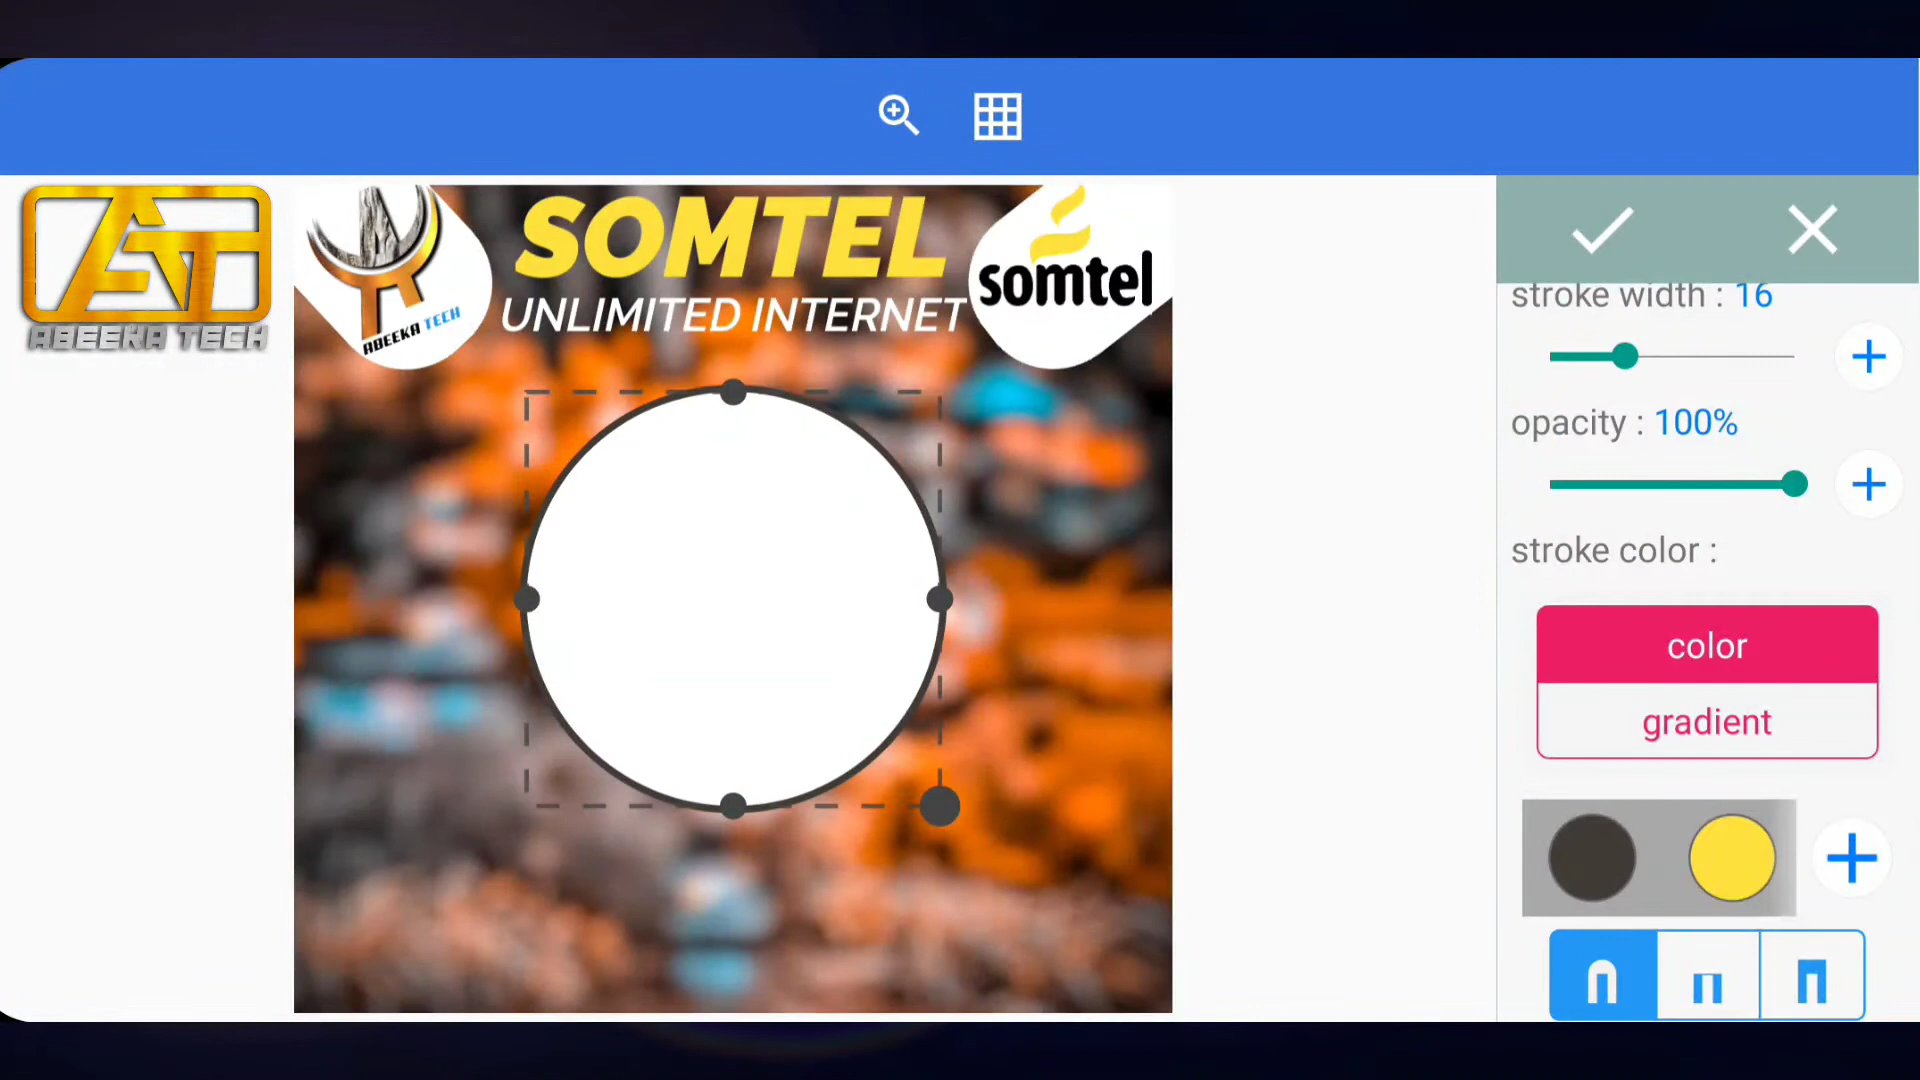 ABEEKA TECH
ABEEKA TECH
SOMTEL
UNLIMITED INTERNET
somtel
stroke width : 16
opacity : 100%
stroke color :
color
gradient